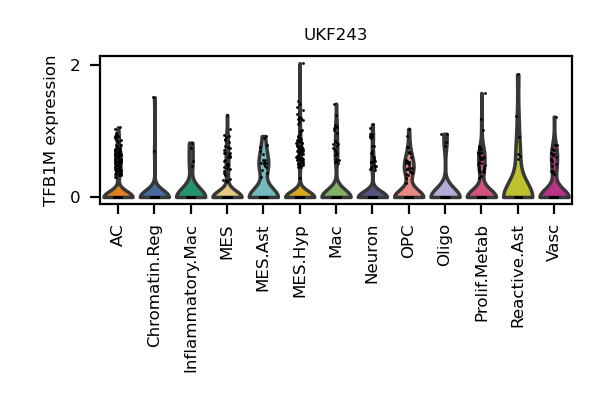 UKF243
TFB1M expression
2
0
AC
Chromatin.Reg
Inflammatory.Mac
MES
MES.Ast
MES.Hyp
Mac
Neuron
OPC
Oligo
Prolif.Metab
Reactive.Ast
Vasc